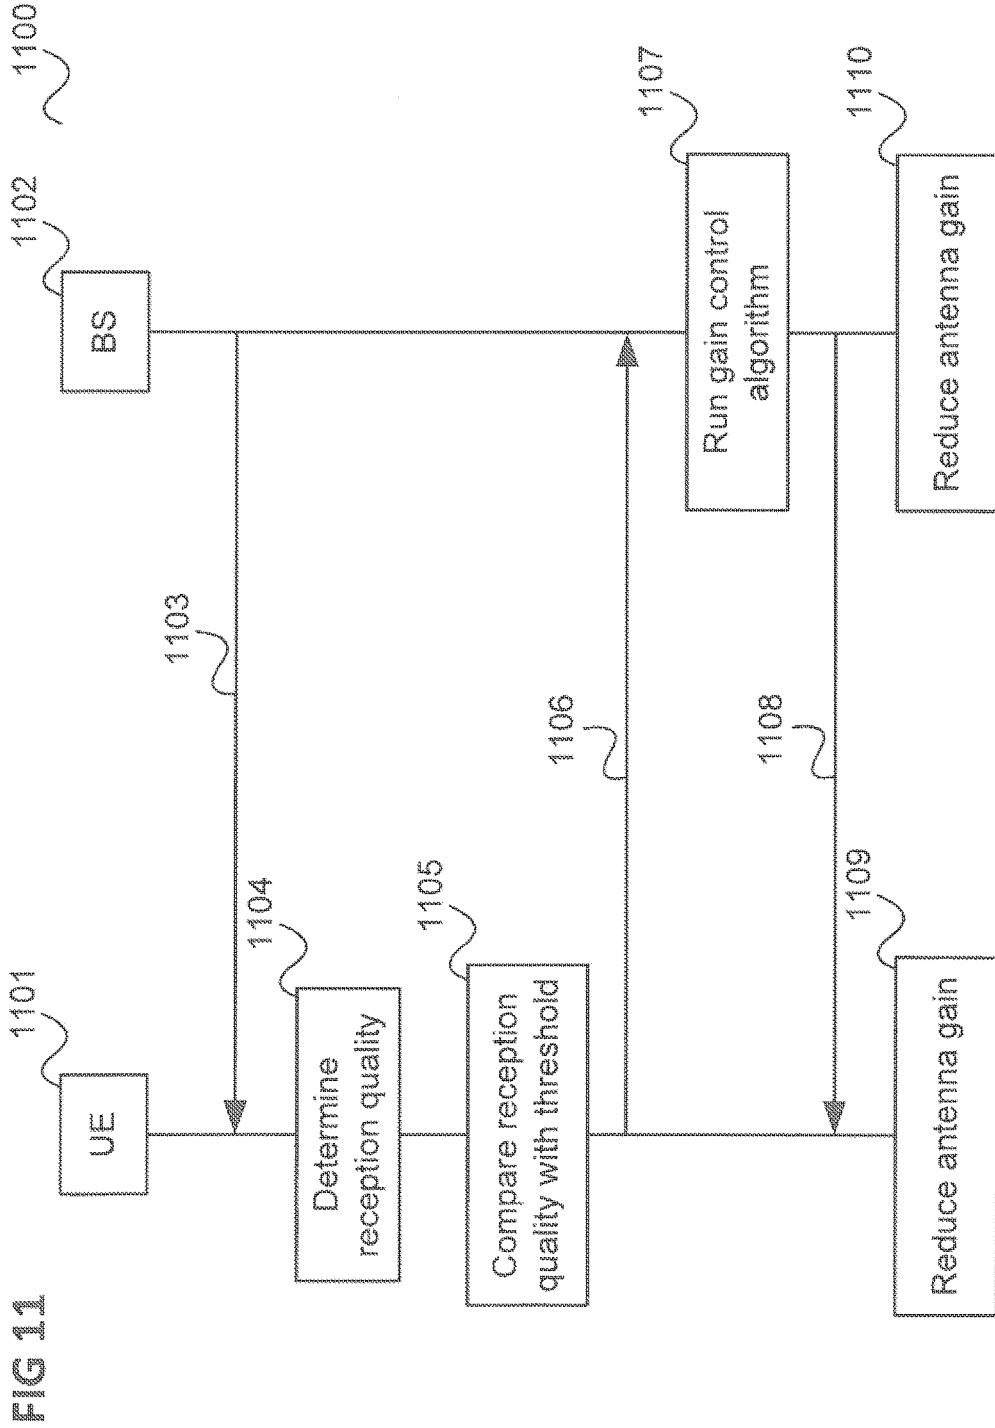 FIG 11
1100
1101
1102
UE
BS
1103
1104
Determine
reception quality
1105
Compare reception
quality with threshold
1106
1107
Run gain control
algorithm
1108
1109
1110
Reduce antenna gain
Reduce antenna gain